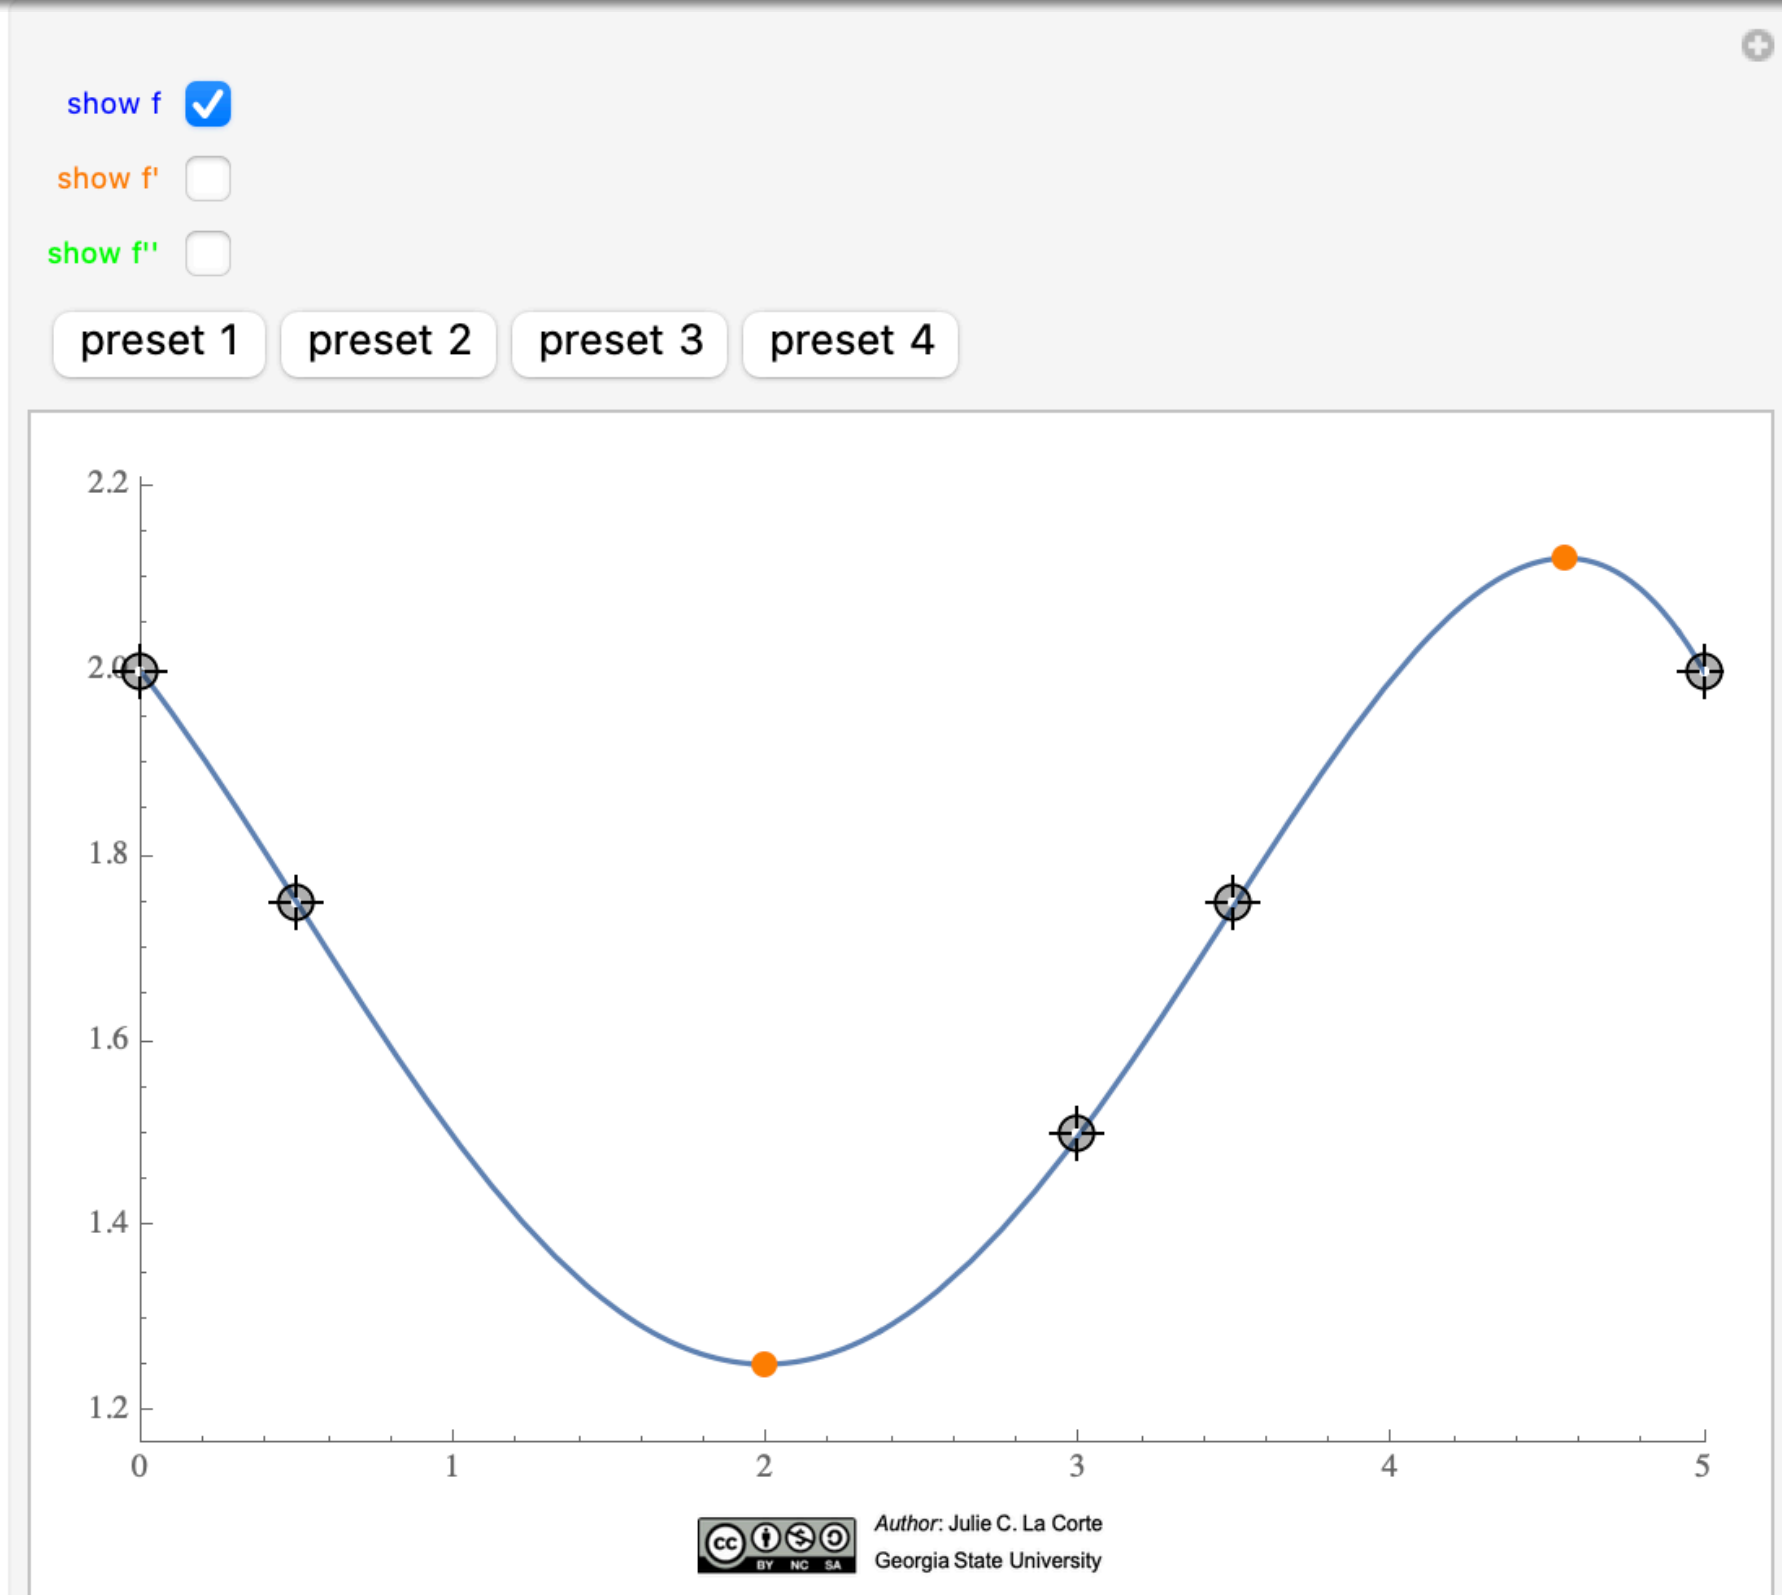 show f
show f'
show f''
preset 1 preset 2 preset 3 preset 4
2.2
2.0
1.8
1.6
1.4
1.2
0 1 2 3 4 5
Author: Julie C. La Corte
cc BY NC SA
Georgia State University